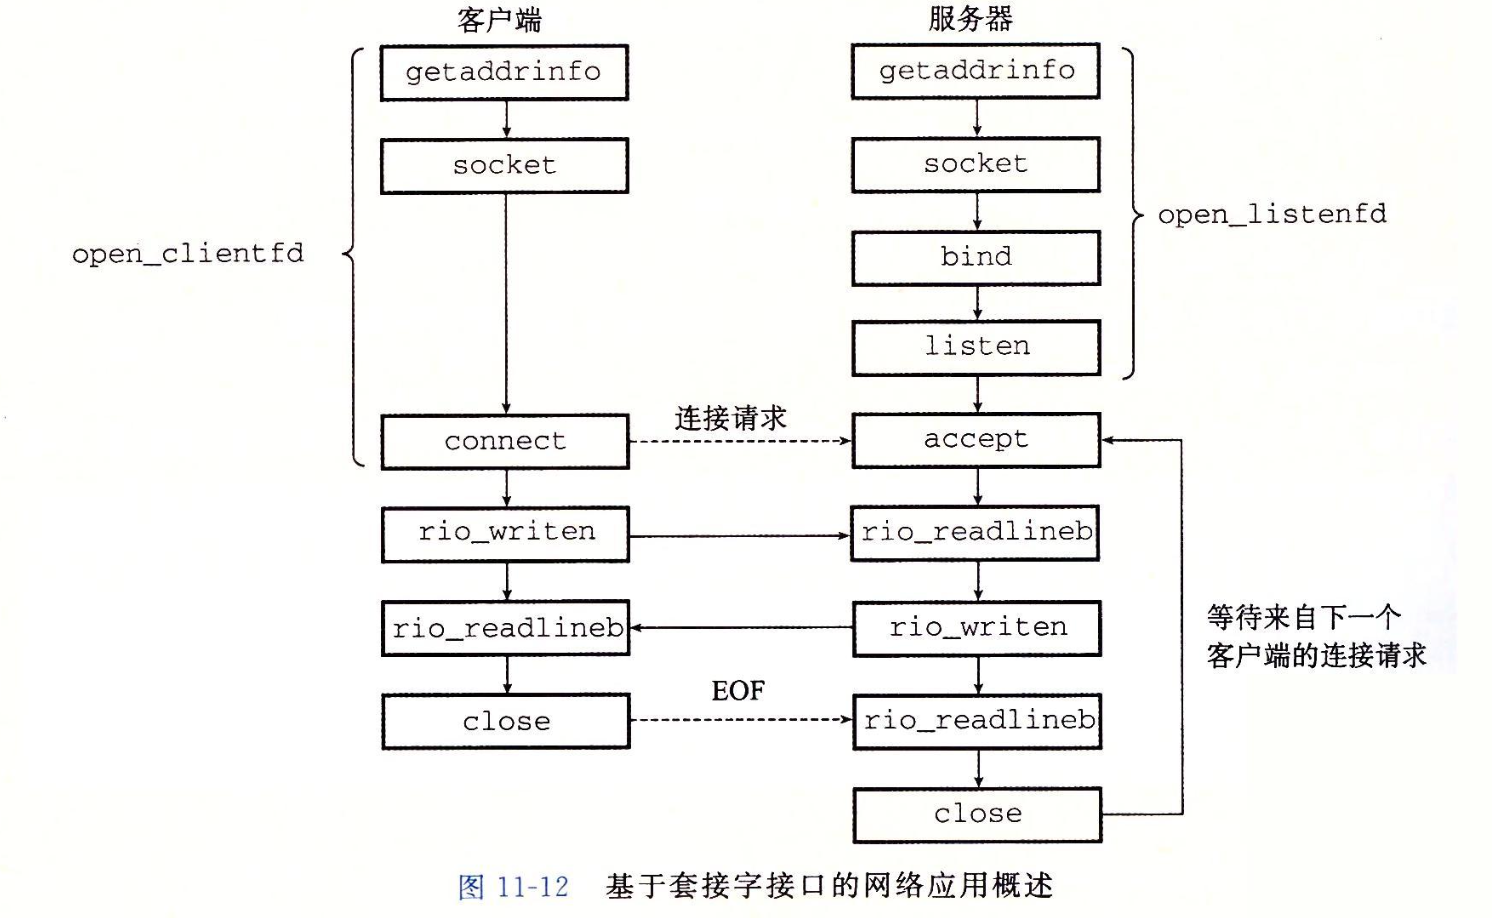 客户端
服务器
getaddrinfo
getaddrinfo
socket
socket
open_clientfd
open_listenfd
bind
listen
连接请求
connect
accept
rio_writen
rio_readlineb
rio_readlineb
rio_writen
等待来自下一个
客户端的连接请求
EOF
close
rio_readlineb
close
图 11-12 基于套接字接口的网络应用概述